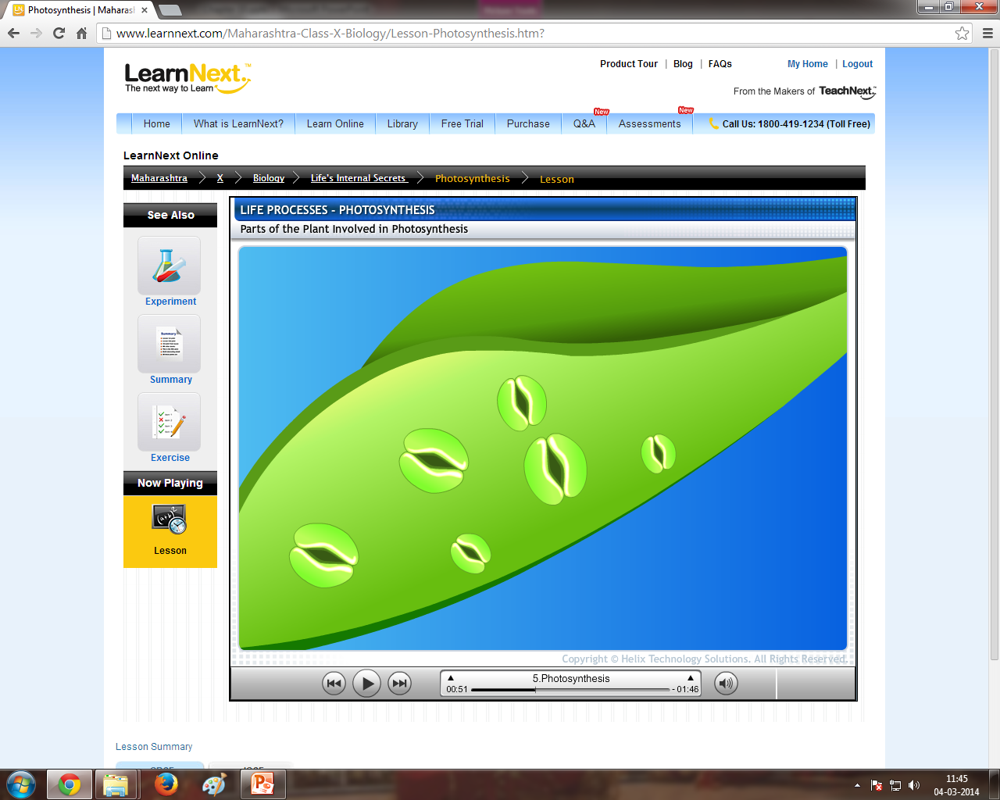 Photosynthesis | Maharas
www.learnnext.com/Maharashtra-Class-X-Biology/Lesson-Photosynthesis.htm?
LearnNext.™
The next way to Learn
Product Tour | Blog | FAQs
My Home | Logout
From the Makers of TeachNext.
Home
What is LearnNext?
Learn Online
Library
Free Trial
Purchase
Q&A
New
Assessments
New
Call Us: 1800-419-1234 (Toll Free)
LearnNext Online
Maharashtra
X
Biology
Life's Internal Secrets
Photosynthesis
Lesson
See Also
Experiment
Summary
Summary
Exercise
Now Playing
Lesson
LIFE PROCESSES - PHOTOSYNTHESIS
Parts of the Plant Involved in Photosynthesis
Copyright © Helix Technology Solutions. All Rights Reserved.
5.Photosynthesis
00:51
- 01:46
Lesson Summary
11:45
04-03-2014